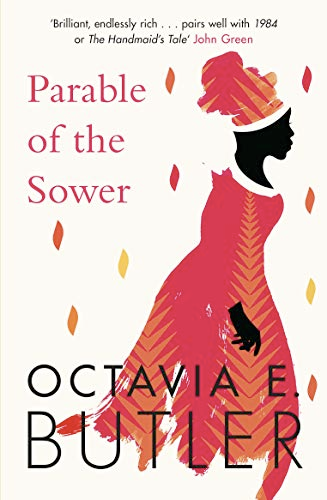 ‘Brilliant, endlessly rich . . . pairs well with 1984
or The Handmaid’s Tale‘ John Green
Parable
of the
Sower
OCTAVIA E.
BUTLER